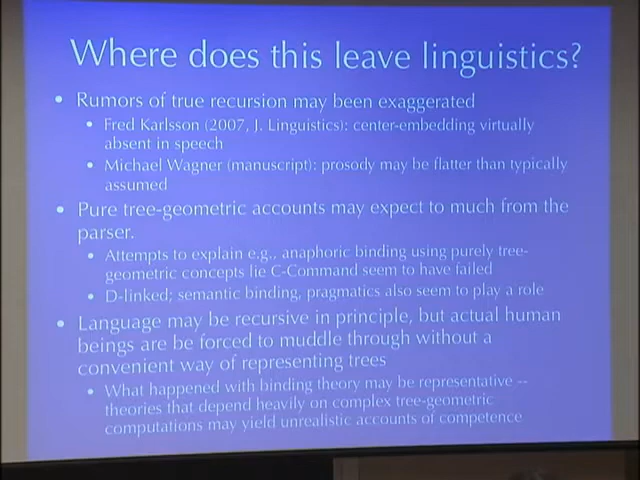 Where does this leave linguistics?
• Rumors of true recursion may been exaggerated
• Fred Karlsson (2007, J. Linguistics): center-embedding virtually
absent in speech
• Michael Wagner (manuscript): prosody may be flatter than typically
assumed
• Pure tree-geometric accounts may expect to much from the
parser.
• Attempts to explain e.g., anaphoric binding using purely tree-
geometric concepts lie C-Command seem to have failed
• D-linked; semantic binding, pragmatics also seem to play a role
• Language may be recursive in principle, but actual human
beings are be forced to muddle through without a
convenient way of representing trees
• What happened with binding theory may be representative --
theories that depend heavily on complex tree-geometric
computations may yield unrealistic accounts of competence